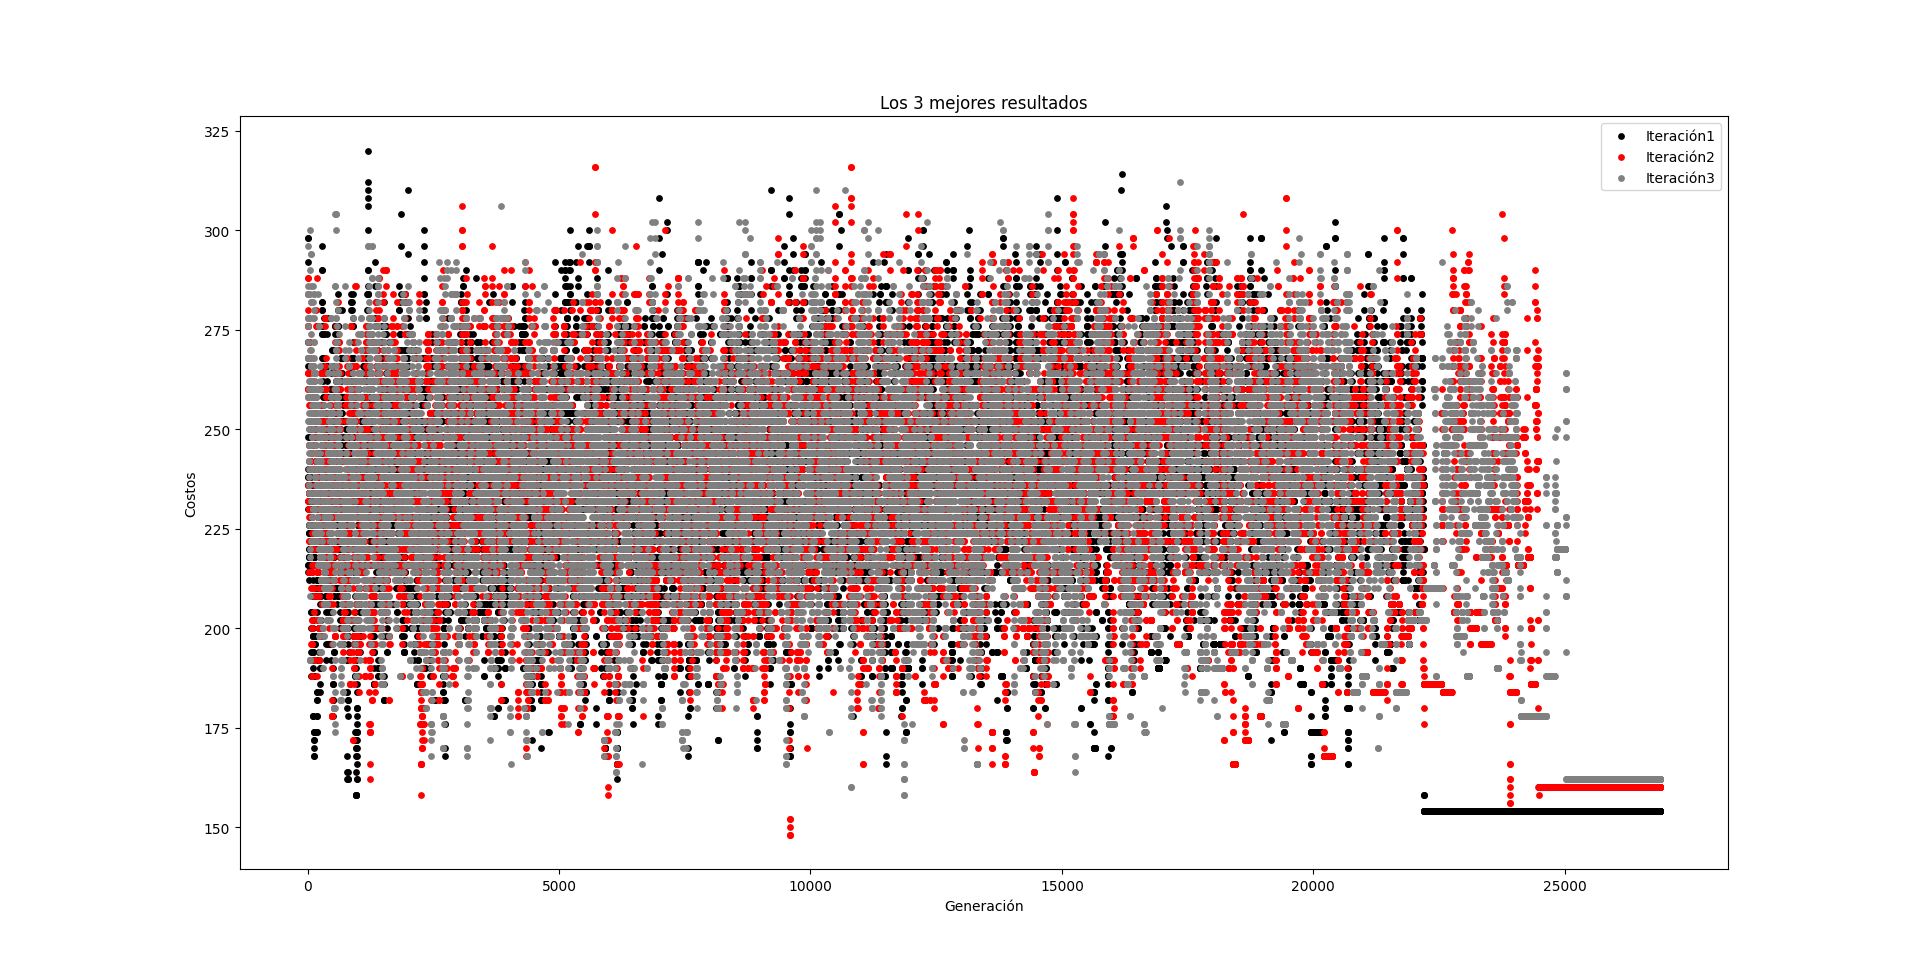 Los 3 mejores resultados
325
300
275
250
225
200
175
150
Costos
0 5000 10000 15000 20000 25000
Generación
Iteración1
Iteración2
Iteración3